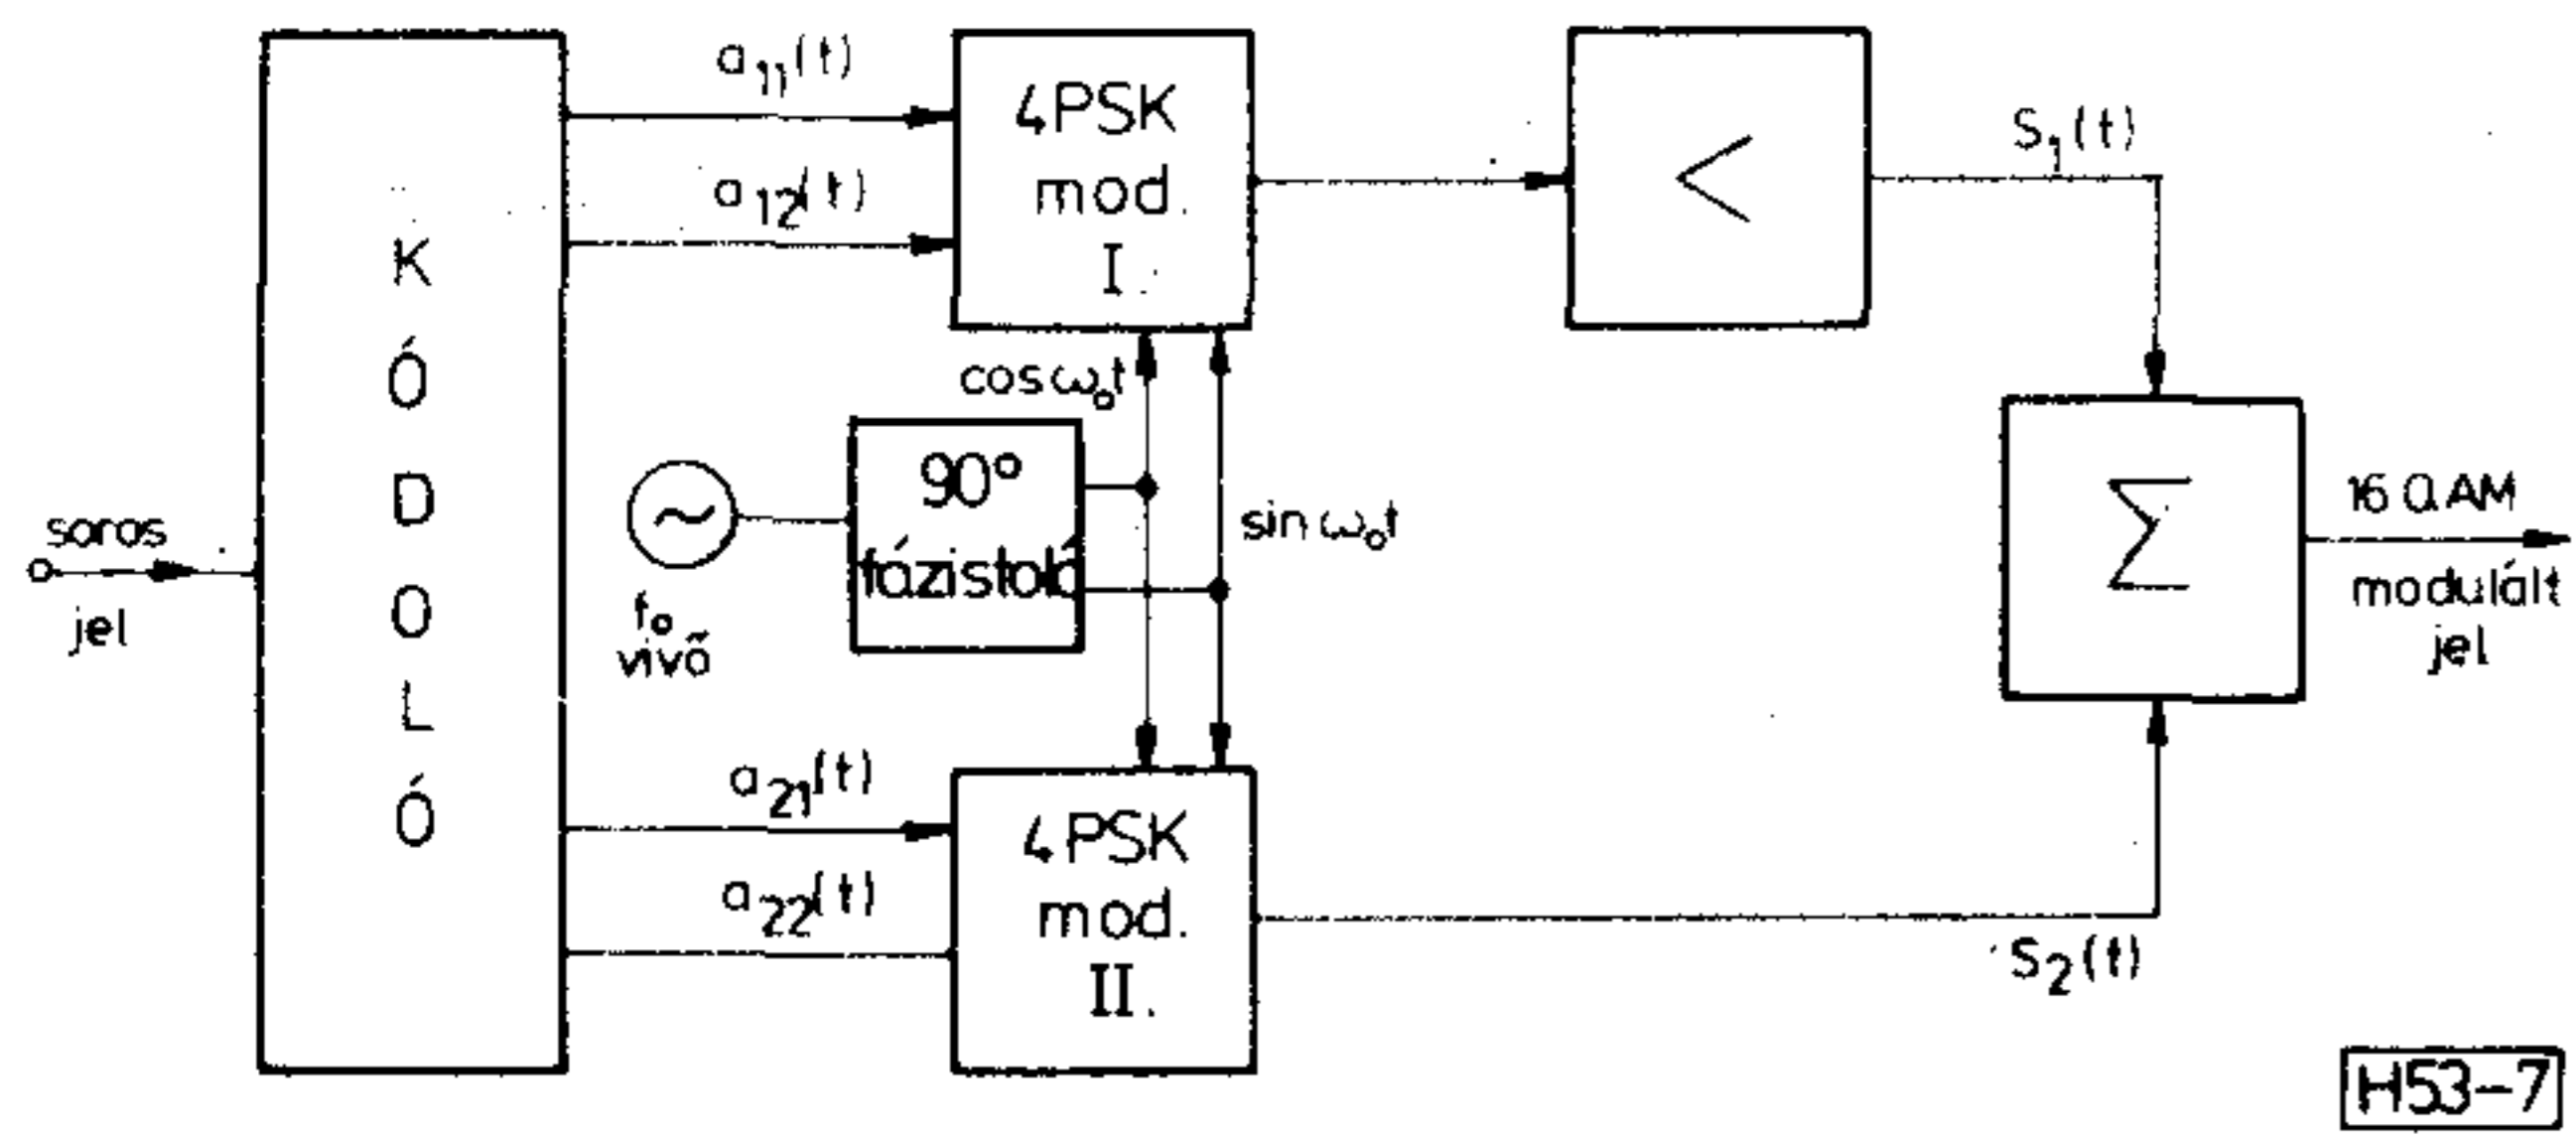 soros
jel
KÓDOLÓ
a₁₁(t)
a₁₂(t)
4PSK
mod.
I.
<
S₁(t)
cos ω₀t
90°
fázistoló
f₀
vivő
sin ω₀t
Σ
16 QAM
modulált
jel
a₂₁(t)
a₂₂(t)
4PSK
mod.
II.
S₂(t)
H53-7